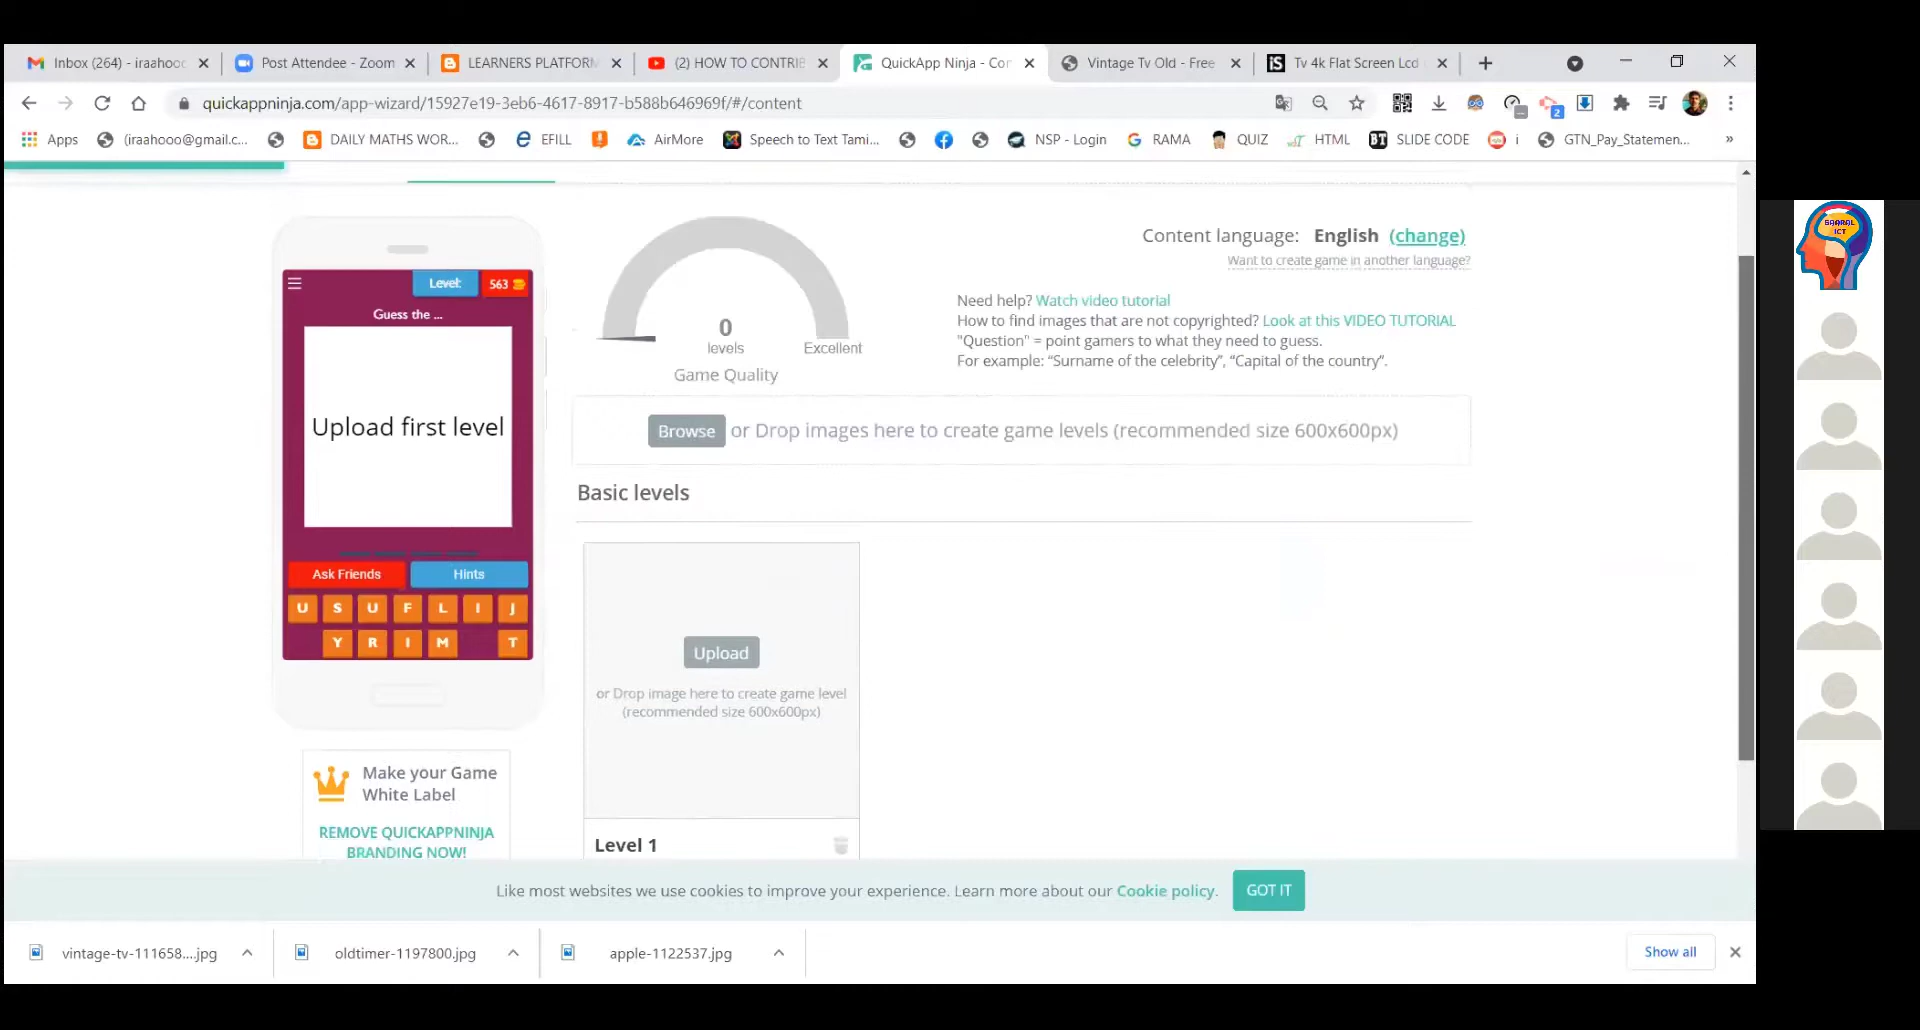 Inbox (264) - iraahooc
Post Attendee - Zoom
LEARNERS PLATFORM
(2) HOW TO CONTRIB
QuickApp Ninja - Cor
Vintage Tv Old - Free
Tv 4k Flat Screen Lcd
quickappninja.com/app-wizard/15927e19-3eb6-4617-8917-b588b646969f/#/content
Apps
(iraahooo@gmail.c...
DAILY MATHS WOR...
EFILL
AirMore
Speech to Text Tami...
NSP - Login
RAMA
QUIZ
HTML
SLIDE CODE
i
GTN_Pay_Statemen...
»
SAARAL
ICT
Level:
563
Guess the ...
Upload first level
Ask Friends
Hints
U S U F L I J
Y R I M T
0
levels
Excellent
Game Quality
Content language: English (change)
Want to create game in another language?
Need help? Watch video tutorial
How to find images that are not copyrighted? Look at this VIDEO TUTORIAL
"Question" = point gamers to what they need to guess.
For example: “Surname of the celebrity”, “Capital of the country”.
Browse or Drop images here to create game levels (recommended size 600x600px)
Basic levels
Upload
or Drop image here to create game level
(recommended size 600x600px)
Level 1
Make your Game
White Label
REMOVE QUICKAPPNINJA
BRANDING NOW!
Like most websites we use cookies to improve your experience. Learn more about our Cookie policy.
GOT IT
vintage-tv-111658....jpg
oldtimer-1197800.jpg
apple-1122537.jpg
Show all